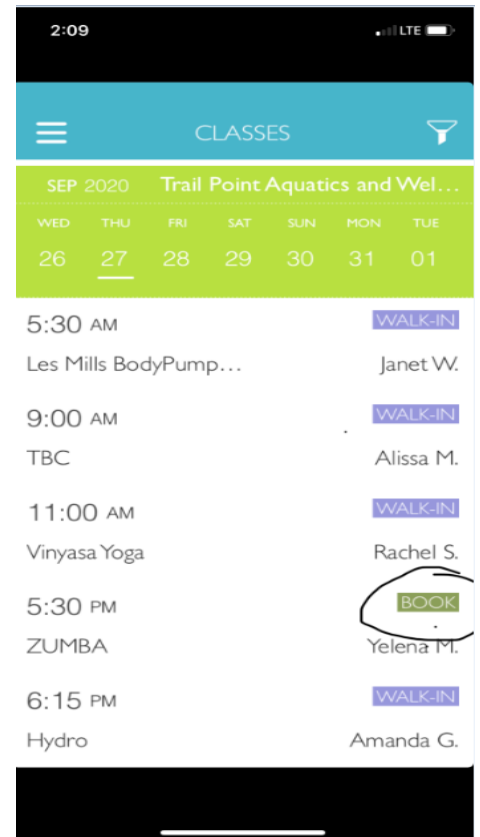 2:09 LTE
CLASSES
SEP 2020 Trail Point Aquatics and Wel...
WED THU FRI SAT SUN MON TUE
26 27 28 29 30 31 01
5:30 AM WALK-IN
Les Mills BodyPump... Janet W.
9:00 AM WALK-IN
TBC Alissa M.
11:00 AM WALK-IN
Vinyasa Yoga Rachel S.
5:30 PM BOOK
ZUMBA Yelena M.
6:15 PM WALK-IN
Hydro Amanda G.